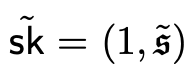 s̃k = (1, 𝔰̃)